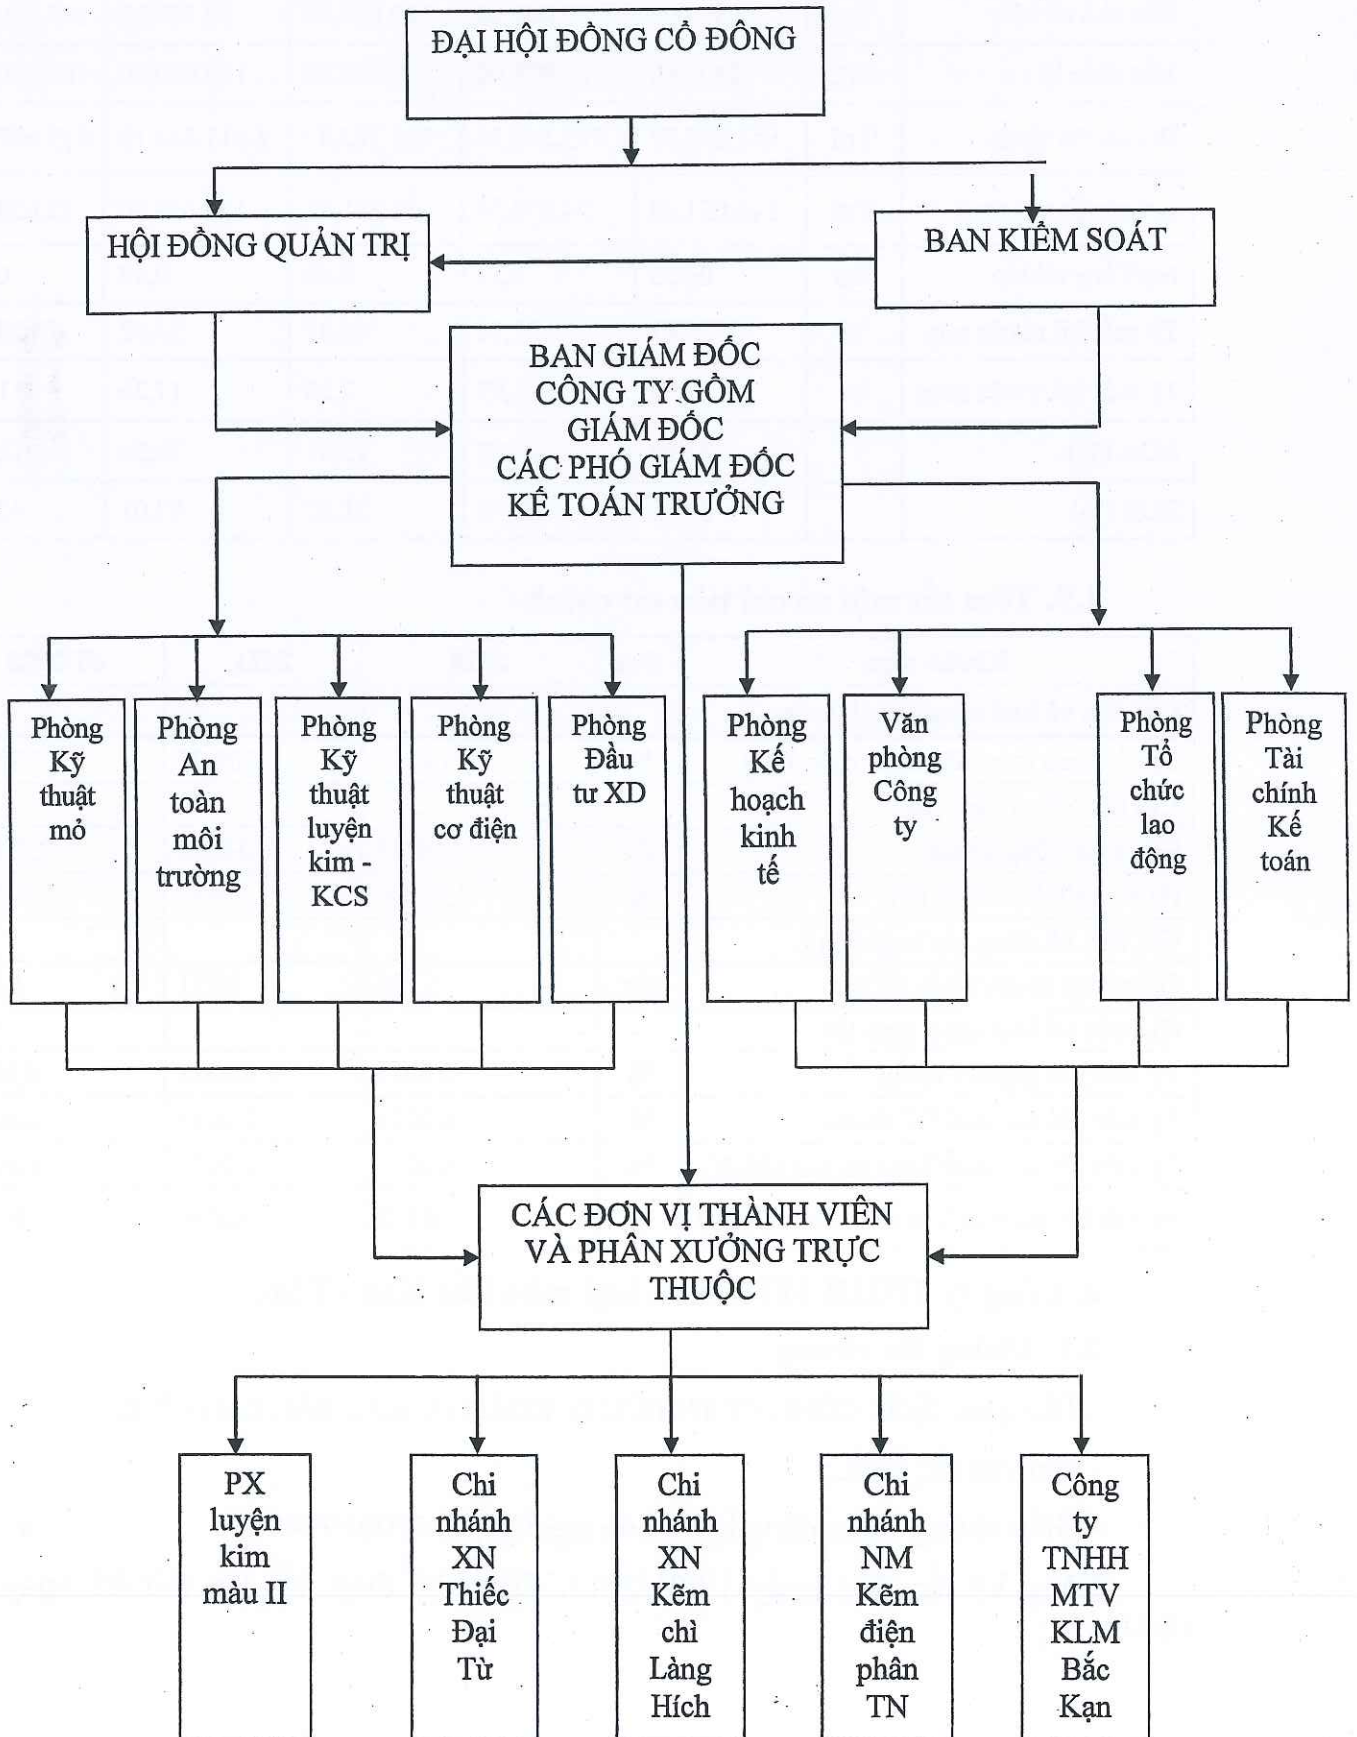 ĐẠI HỘI ĐỒNG CỔ ĐÔNG
HỘI ĐỒNG QUẢN TRỊ
BAN KIỂM SOÁT
BAN GIÁM ĐỐC
CÔNG TY GỒM
GIÁM ĐỐC
CÁC PHÓ GIÁM ĐỐC
KẾ TOÁN TRƯỞNG
Phòng
Kỹ
thuật
mỏ
Phòng
An
toàn
môi
trường
Phòng
Kỹ
thuật
luyện
kim -
KCS
Phòng
Kỹ
thuật
cơ điện
Phòng
Đầu
tư XD
Phòng
Kế
hoạch
kinh
tế
Văn
phòng
Công
ty
Phòng
Tổ
chức
lao
động
Phòng
Tài
chính
Kế
toán
CÁC ĐƠN VỊ THÀNH VIÊN
VÀ PHÂN XƯỞNG TRỰC
THUỘC
PX
luyện
kim
màu II
Chi
nhánh
XN
Thiếc
Đại
Từ
Chi
nhánh
XN
Kẽm
chì
Làng
Hích
Chi
nhánh
NM
Kẽm
điện
phân
TN
Công
ty
TNHH
MTV
KLM
Bắc
Kạn